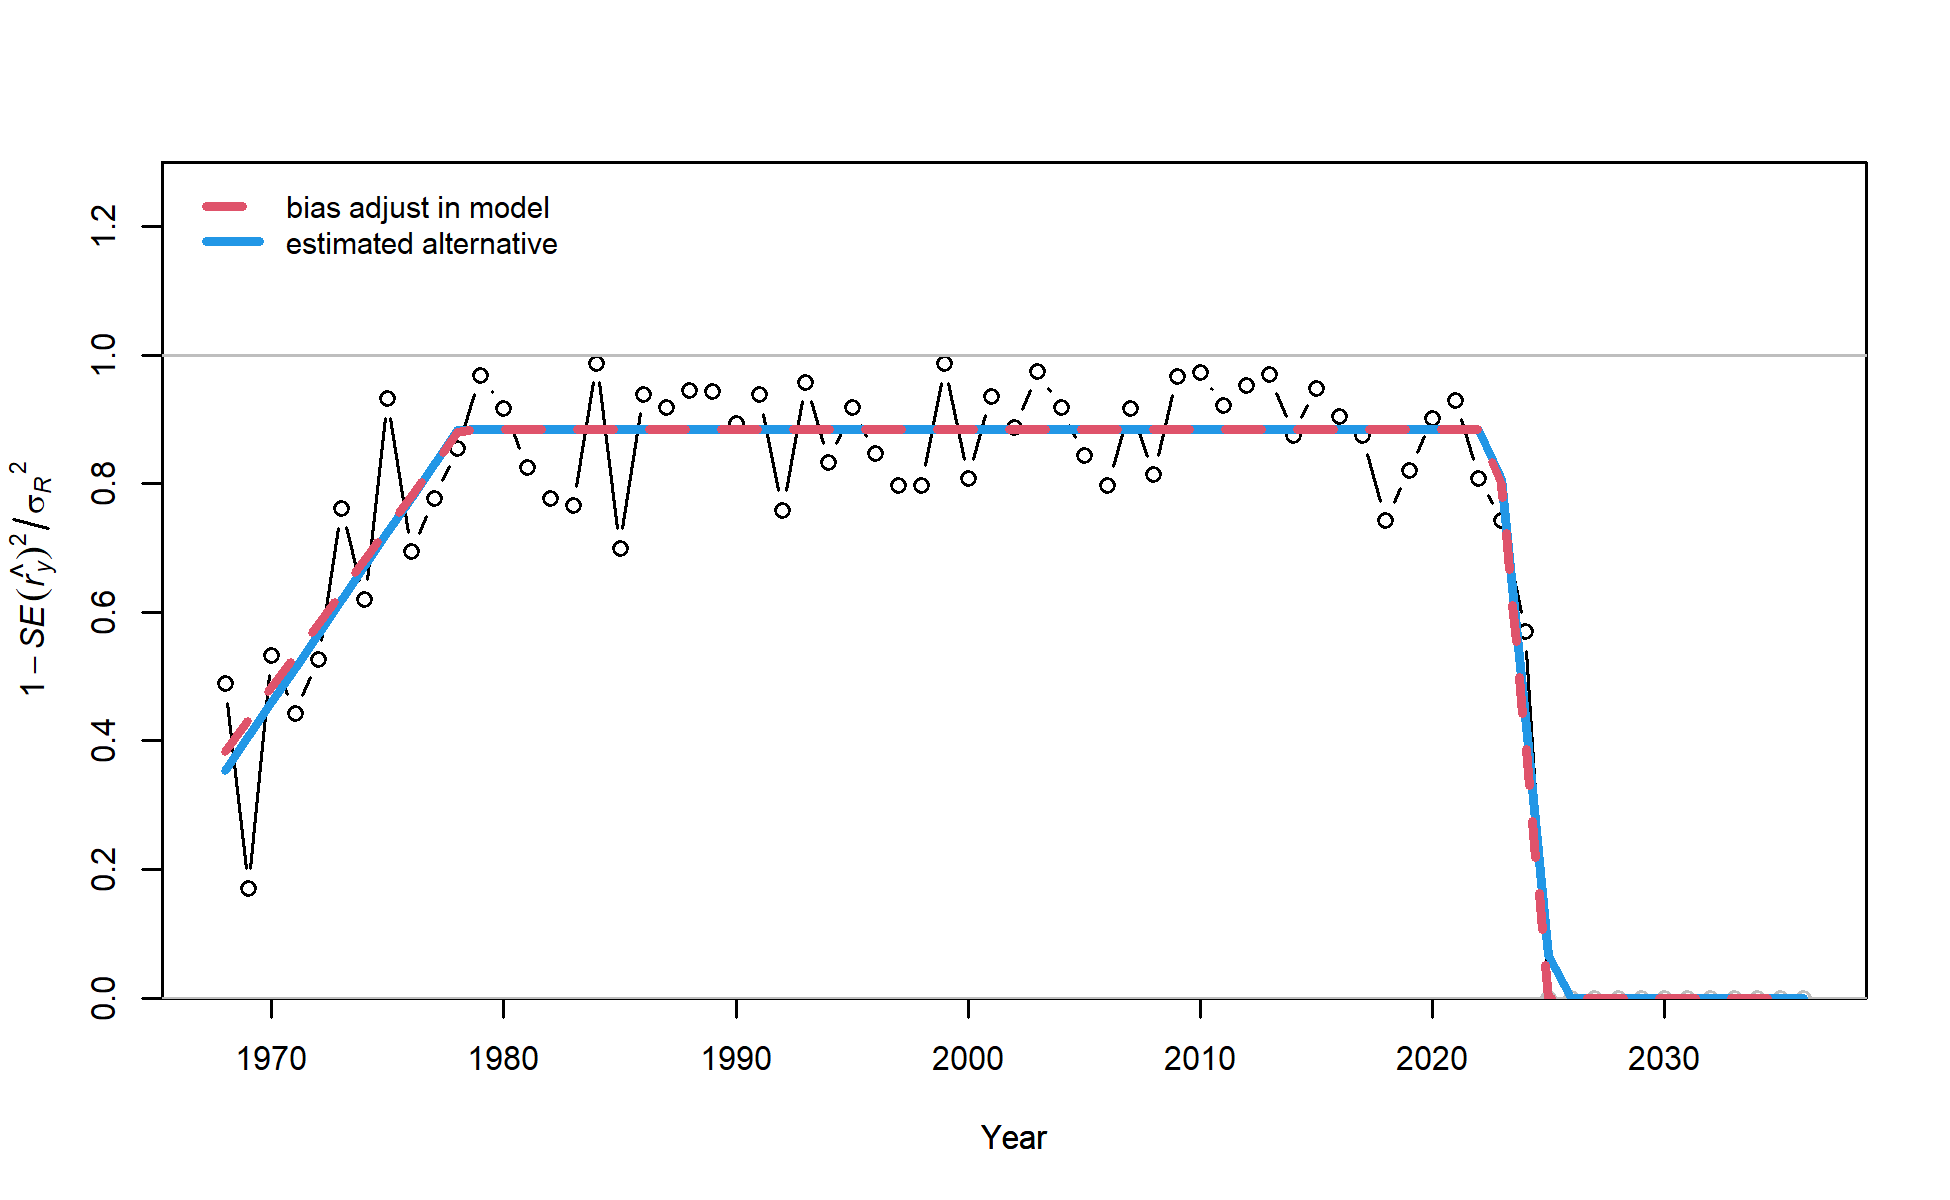 bias adjust in model
estimated alternative
1 − SE(r̂y)² / σR²
0.0
0.2
0.4
0.6
0.8
1.0
1.2
1970 1980 1990 2000 2010 2020 2030
Year